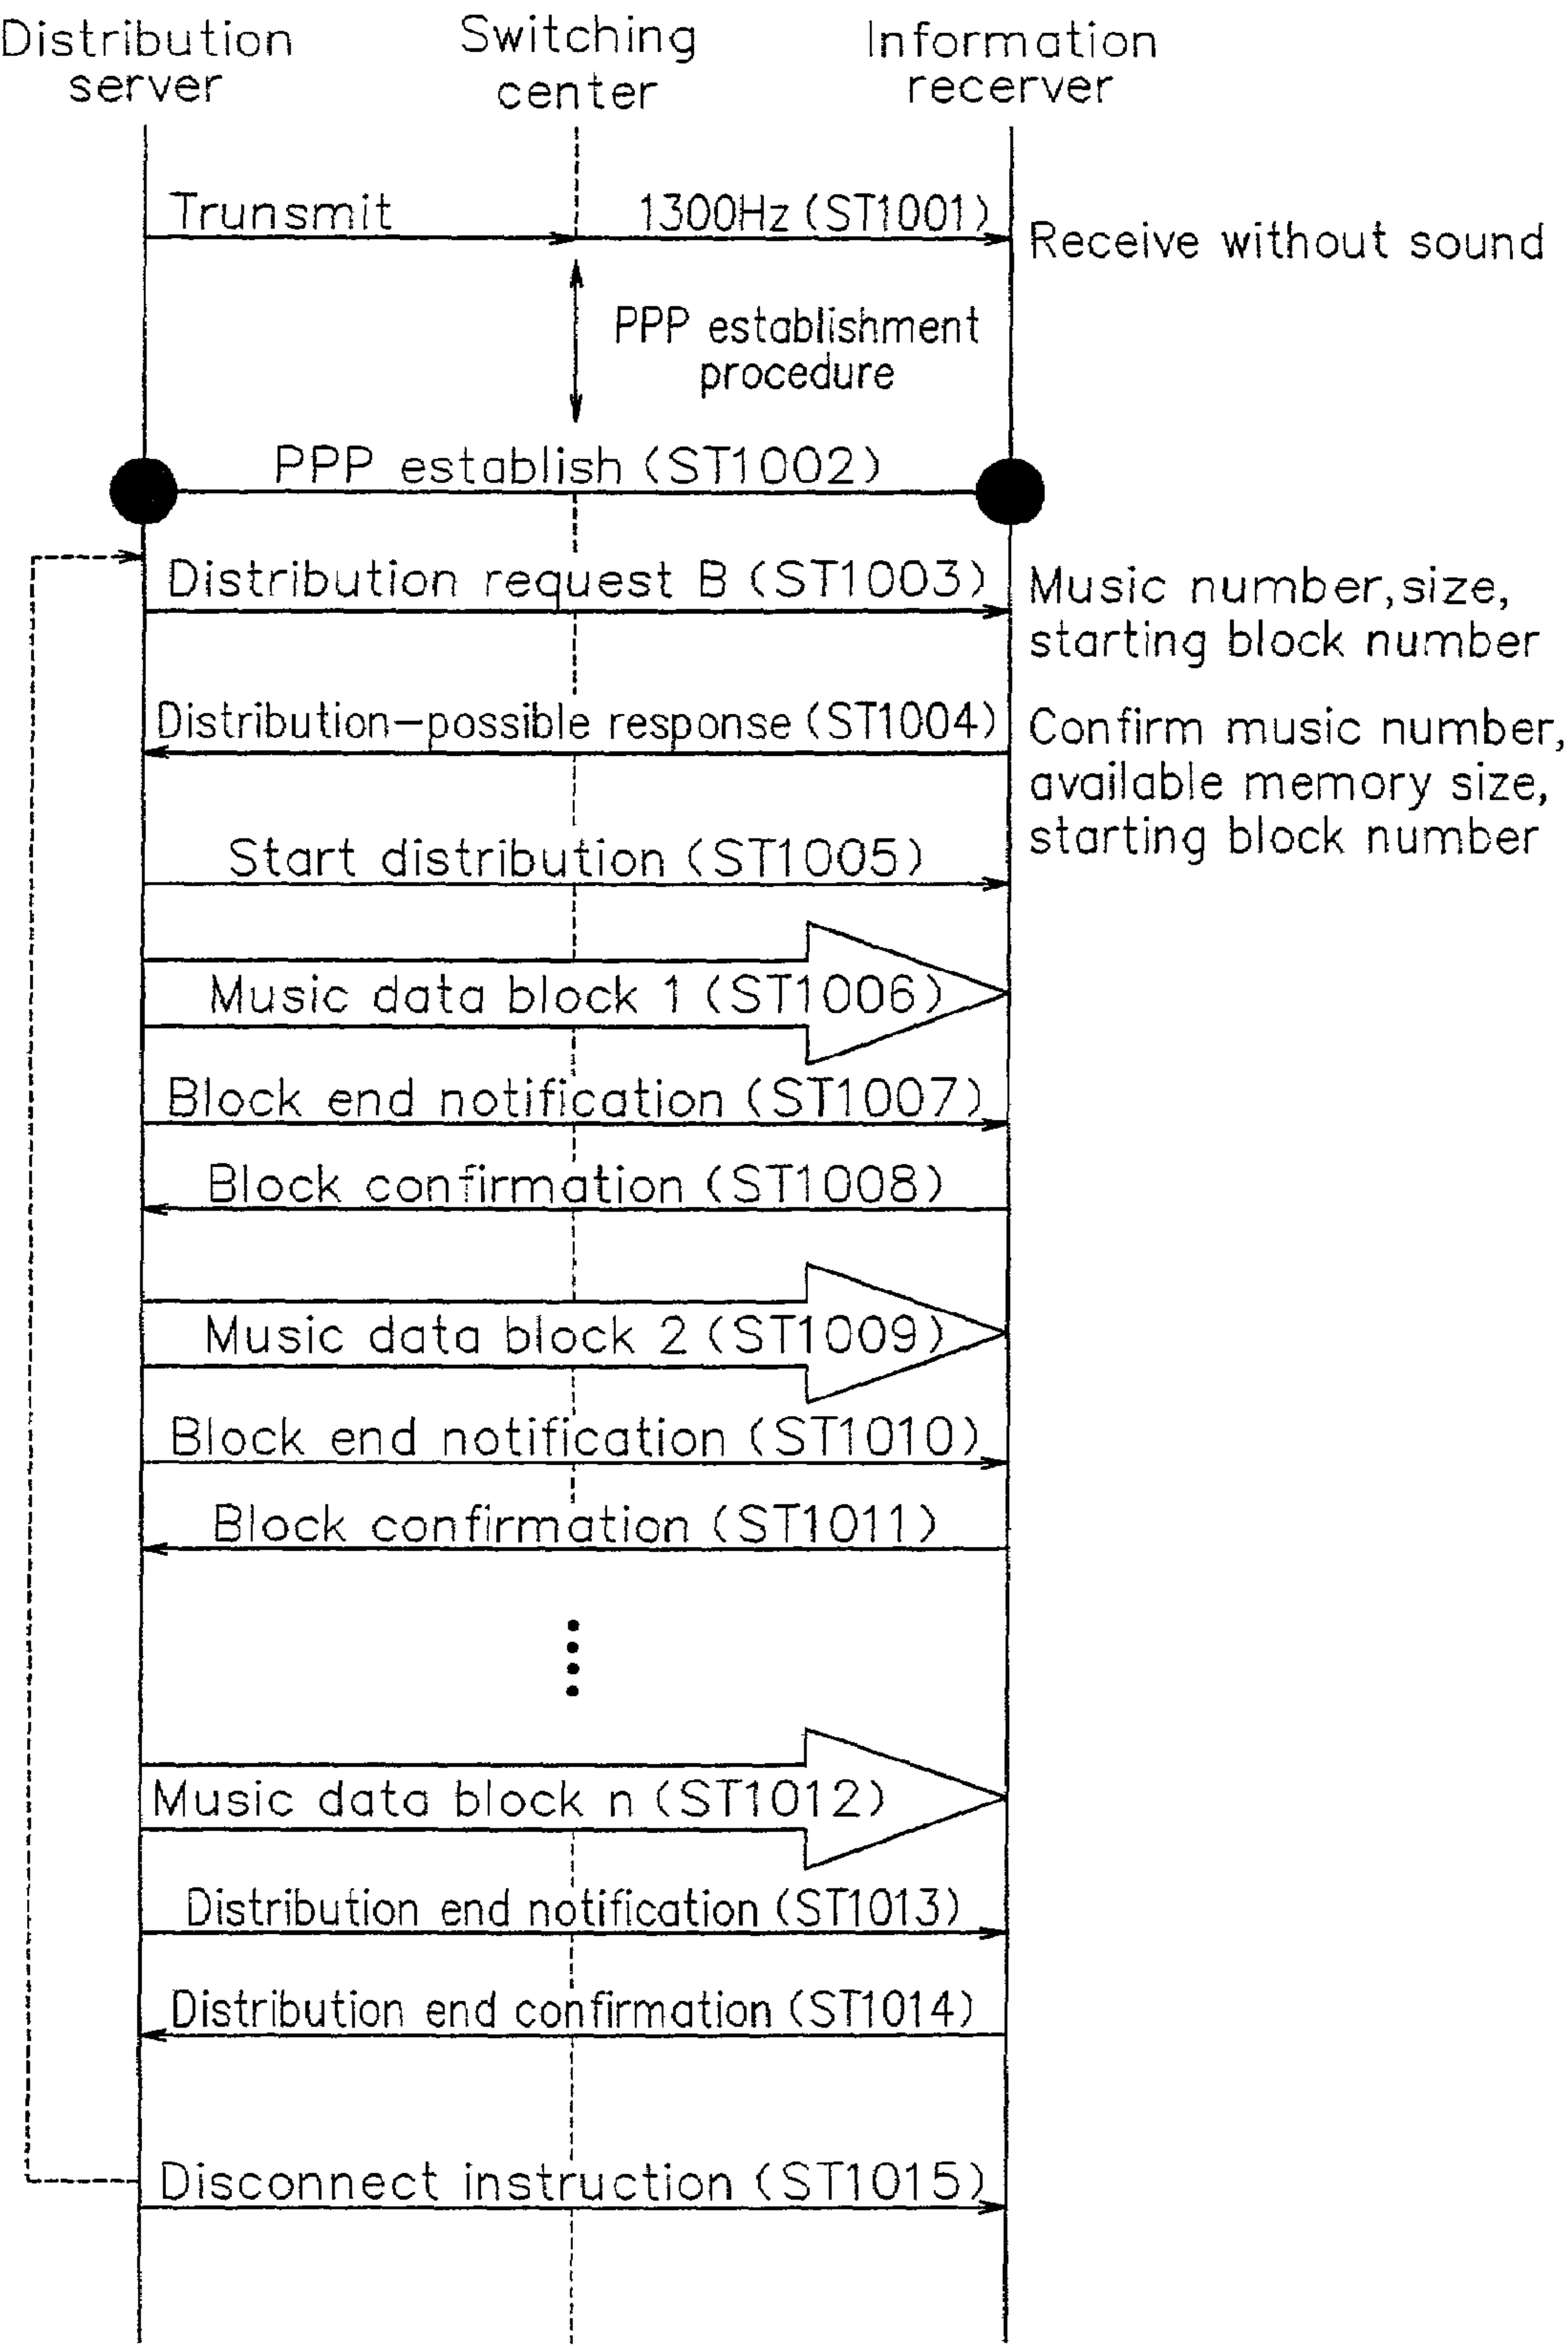 Distribution
server
Switching
center
Information
recerver
Trunsmit
1300Hz (ST1001)
Receive without sound
PPP establishment
procedure
PPP establish (ST1002)
Distribution request B (ST1003)
Music number, size,
starting block number
Distribution-possible response (ST1004)
Confirm music number,
available memory size,
starting block number
Start distribution (ST1005)
Music data block 1 (ST1006)
Block end notification (ST1007)
Block confirmation (ST1008)
Music data block 2 (ST1009)
Block end notification (ST1010)
Block confirmation (ST1011)
Music data block n (ST1012)
Distribution end notification (ST1013)
Distribution end confirmation (ST1014)
Disconnect instruction (ST1015)